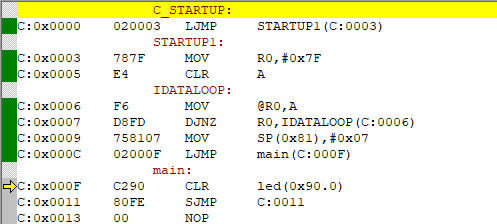 C_STARTUP:
C:0x0000 020003 LJMP STARTUP1(C:0003)
STARTUP1:
C:0x0003 787F MOV R0,#0x7F
C:0x0005 E4 CLR A
IDATALOOP:
C:0x0006 F6 MOV @R0,A
C:0x0007 D8FD DJNZ R0,IDATALOOP(C:0006)
C:0x0009 758107 MOV SP(0x81),#0x07
C:0x000C 02000F LJMP main(C:000F)
main:
C:0x000F C290 CLR led(0x90.0)
C:0x0011 80FE SJMP C:0011
C:0x0013 00 NOP